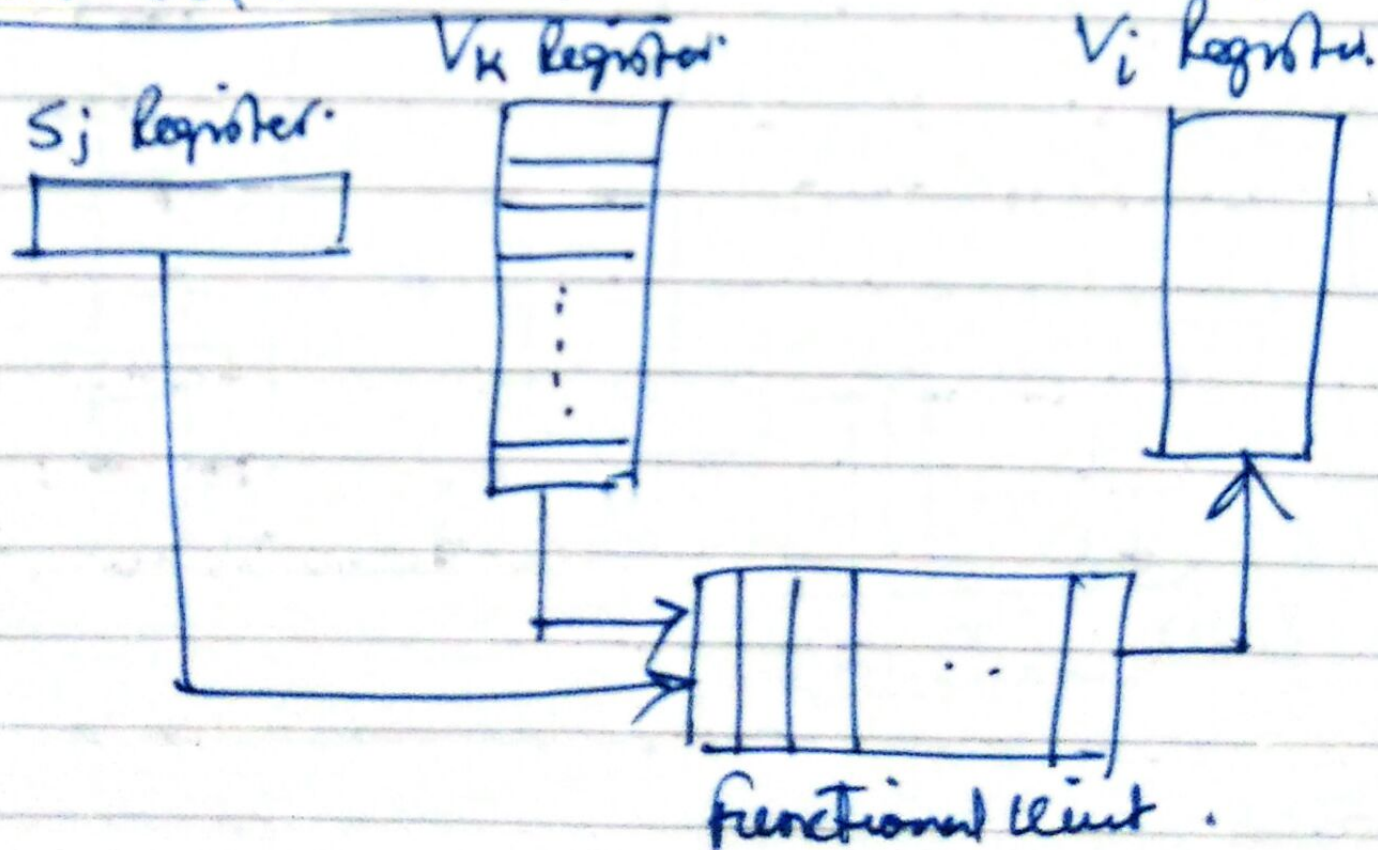 Vk Register.
Vi Register.
Sj Register.
Functional Unit.